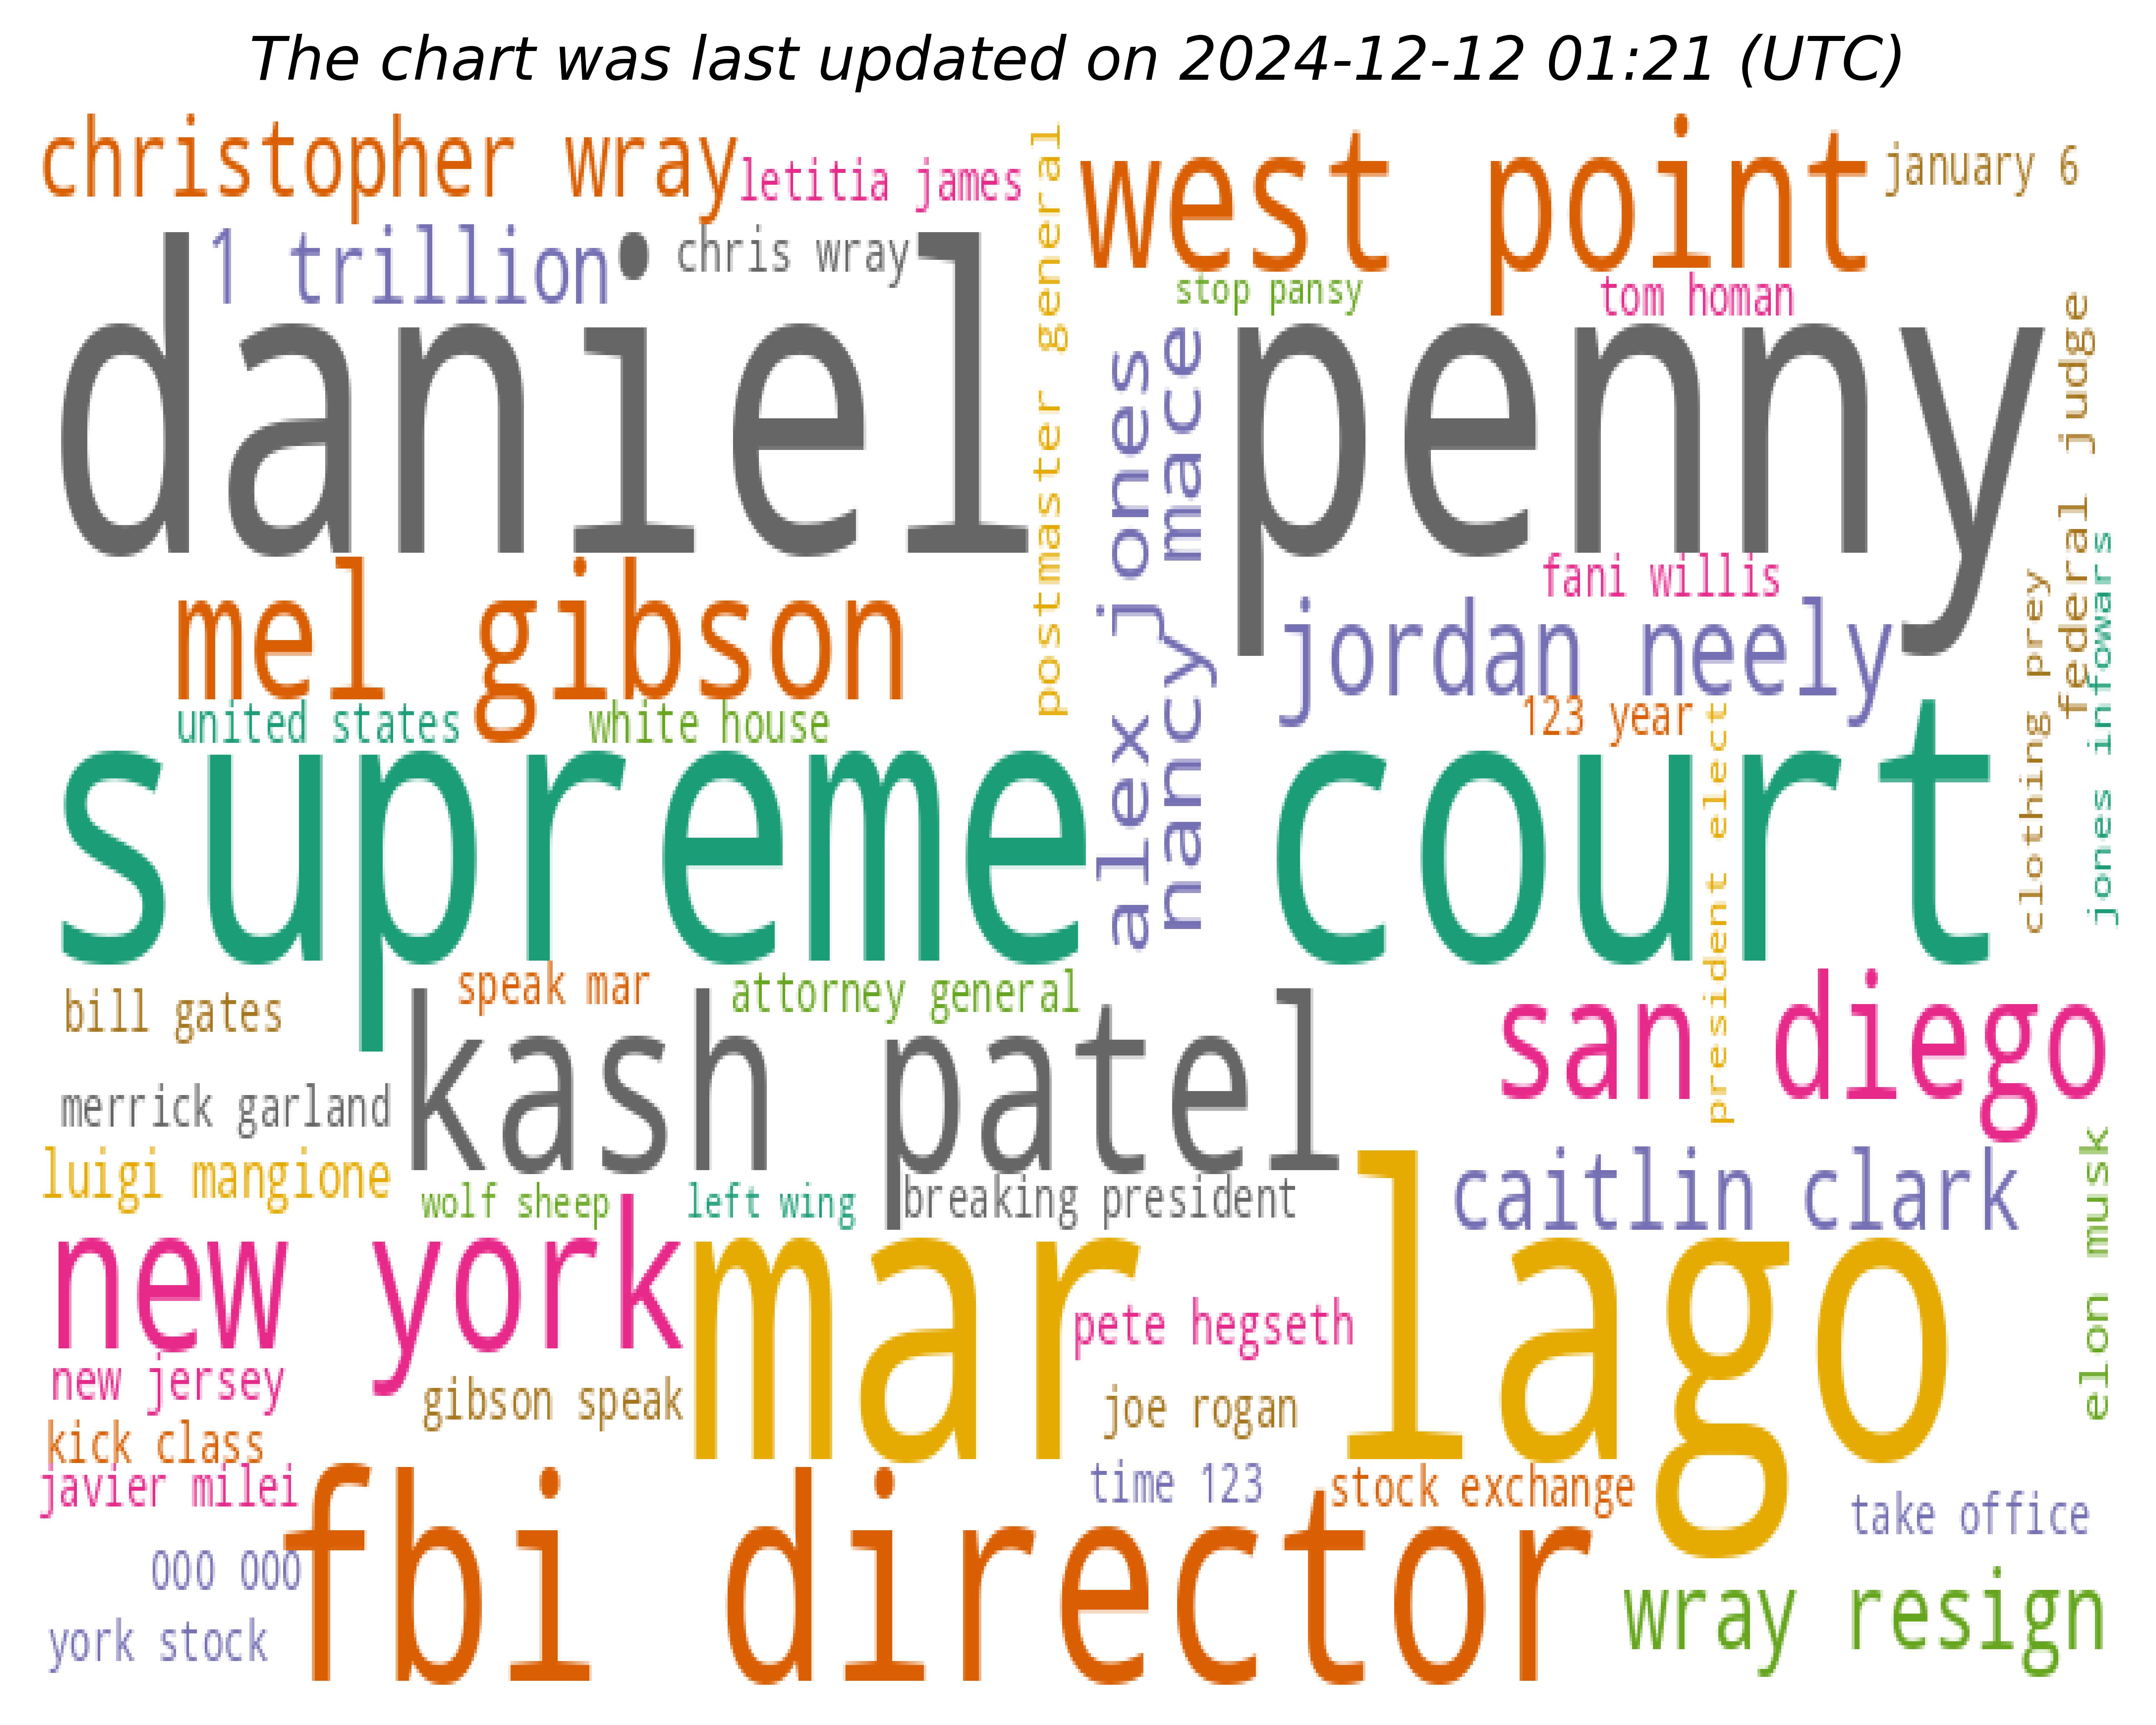 The chart was last updated on 2024-12-12 01:21 (UTC)
christopher wray
letitia james
postmaster general
west point
january 6
1 trillion
chris wray
stop pansy
tom homan
daniel penny
alex jones
nancy mace
federal judge
mel gibson
fani willis
jordan neely
clothing prey
jones infowars
united states
white house
123 year
president elect
supreme court
bill gates
speak mar
attorney general
san diego
kash patel
merrick garland
luigi mangione
wolf sheep
left wing
breaking president
caitlin clark
elon musk
new york
mar lago
pete hegseth
new jersey
gibson speak
joe rogan
kick class
javier milei
time 123
stock exchange
take office
fbi director
000 000
wray resign
york stock